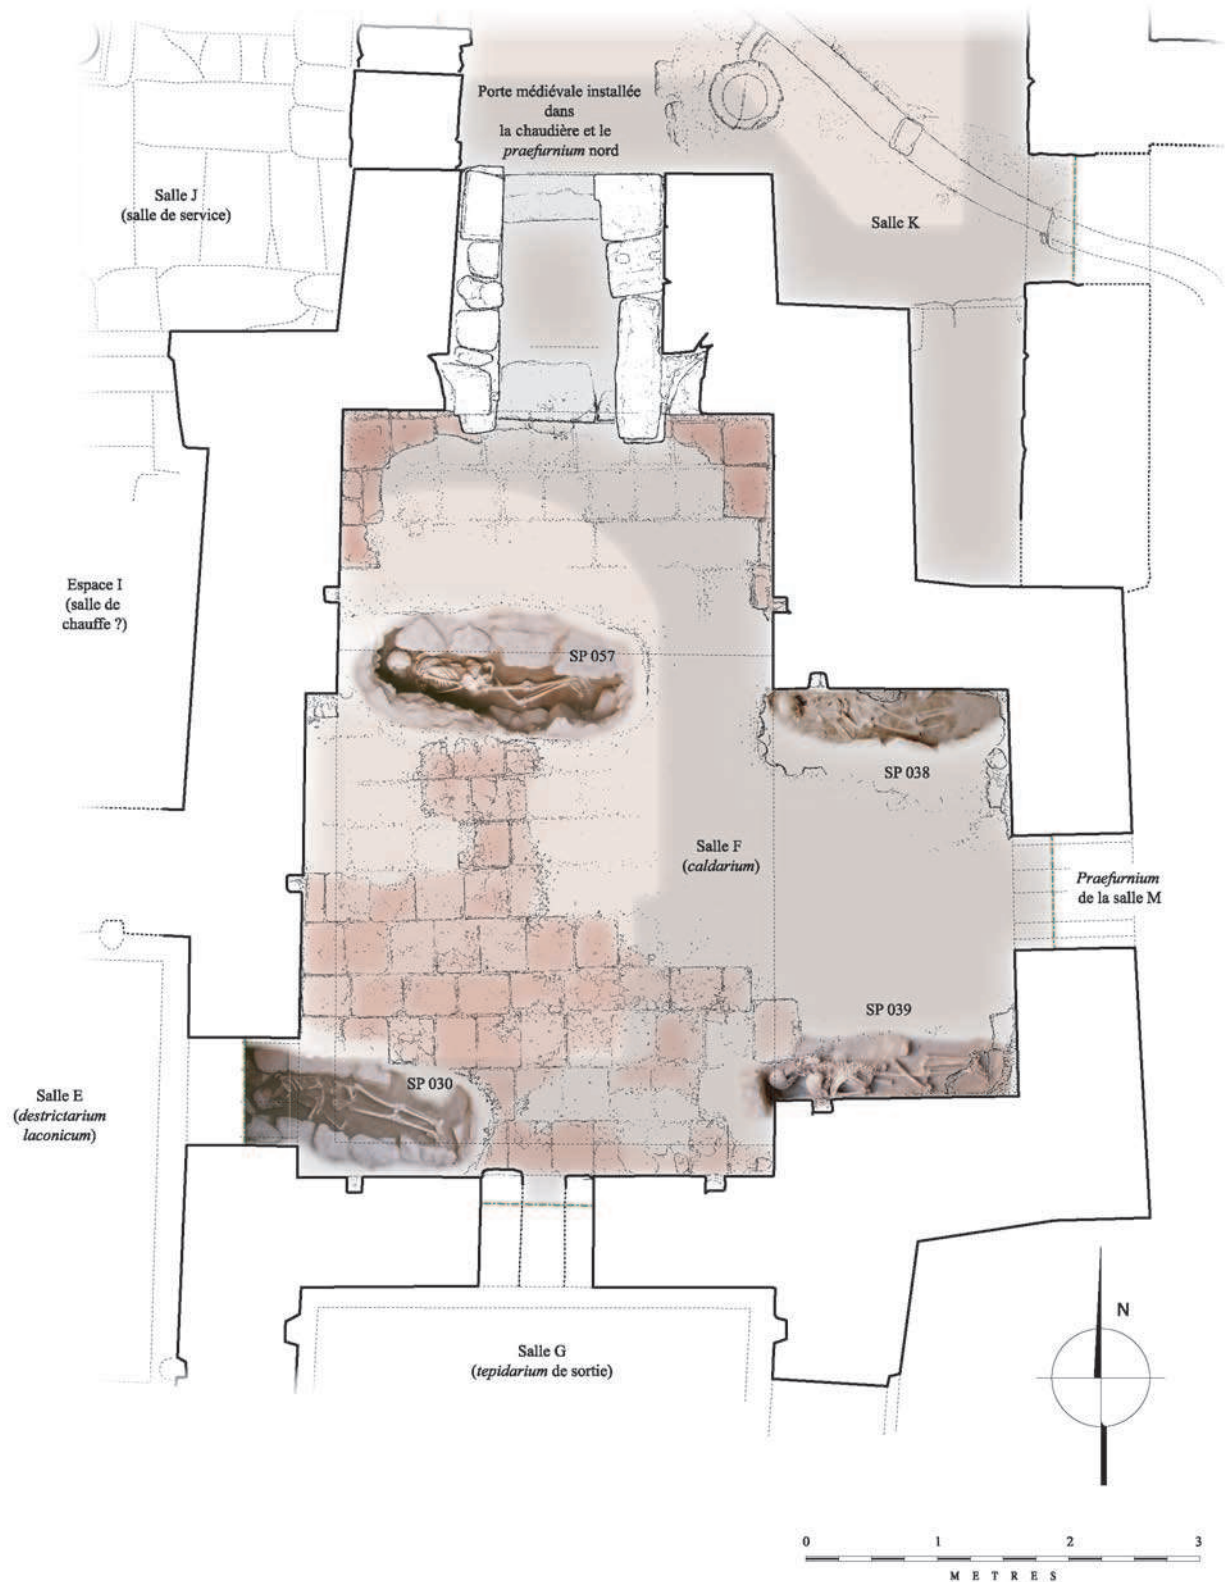 Porte médiévale installée
dans
la chaudière et le
praefurnium nord
Salle J
(salle de service)
Salle K
Espace I
(salle de
chauffe ?)
SP 057
SP 038
Salle F
(caldarium)
Praefurnium
de la salle M
SP 039
SP 030
Salle E
(destrictarium
laconicum)
N
Salle G
(tepidarium de sortie)
0 1 2 3
METRES